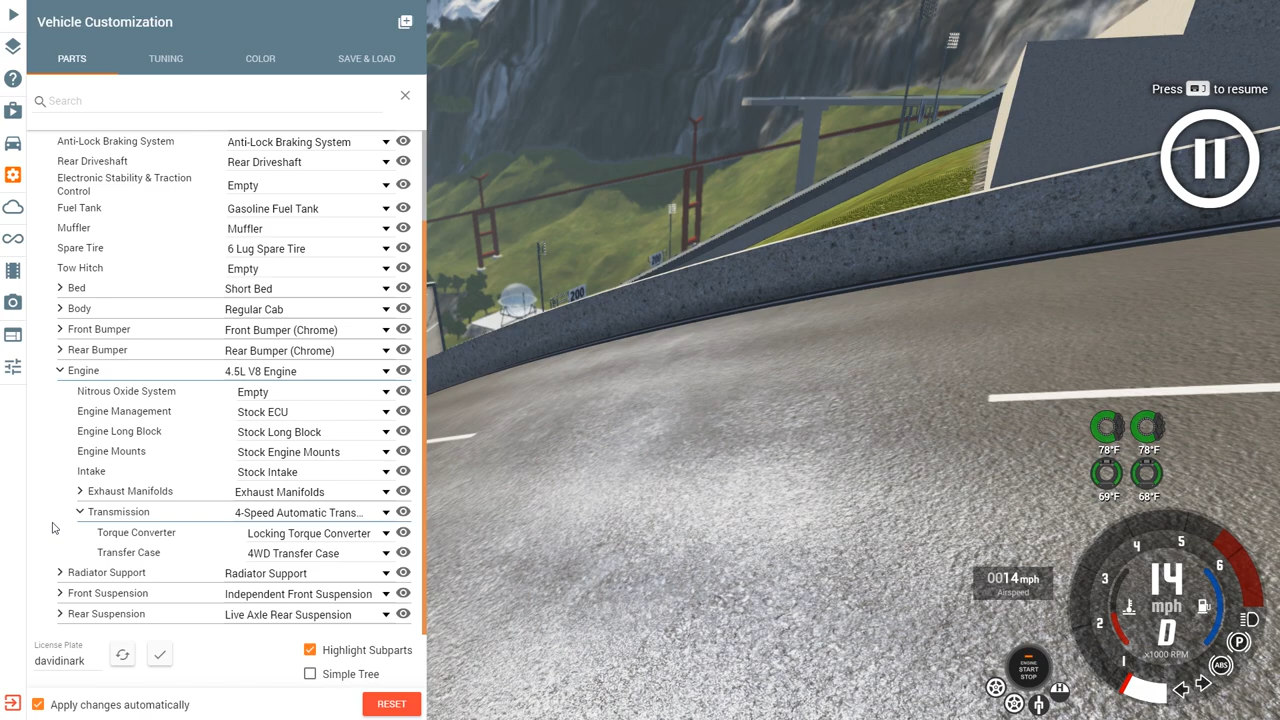 Vehicle Customization
PARTS
TUNING
COLOR
SAVE & LOAD
Search
Anti-Lock Braking System Anti-Lock Braking System
Rear Driveshaft Rear Driveshaft
Electronic Stability & Traction
Control
Empty
Fuel Tank Gasoline Fuel Tank
Muffler Muffler
Spare Tire 6 Lug Spare Tire
Tow Hitch Empty
Bed Short Bed
Body Regular Cab
Front Bumper Front Bumper (Chrome)
Rear Bumper Rear Bumper (Chrome)
Engine 4.5L V8 Engine
Nitrous Oxide System Empty
Engine Management Stock ECU
Engine Long Block Stock Long Block
Engine Mounts Stock Engine Mounts
Intake Stock Intake
Exhaust Manifolds Exhaust Manifolds
Transmission 4-Speed Automatic Trans...
Torque Converter Locking Torque Converter
Transfer Case 4WD Transfer Case
Radiator Support Radiator Support
Front Suspension Independent Front Suspension
Rear Suspension Live Axle Rear Suspension
License Plate
davidinark
Highlight Subparts
Simple Tree
Apply changes automatically
RESET
Press J to resume
200
200
78°F 78°F
69°F 68°F
0014 mph
Airspeed
1
2
3
4
5
6
14
mph
0
x1000 RPM
P
ABS
ENGINE
START
STOP